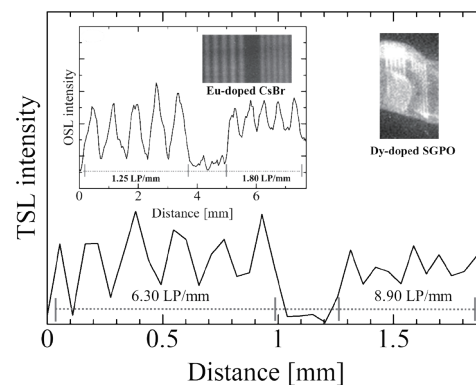 Eu-doped CsBr
Dy-doped SGPO
OSL intensity
1.25 LP/mm
1.80 LP/mm
0 2 4 6
Distance [mm]
TSL intensity
6.30 LP/mm
8.90 LP/mm
0 0.5 1 1.5
Distance [mm]